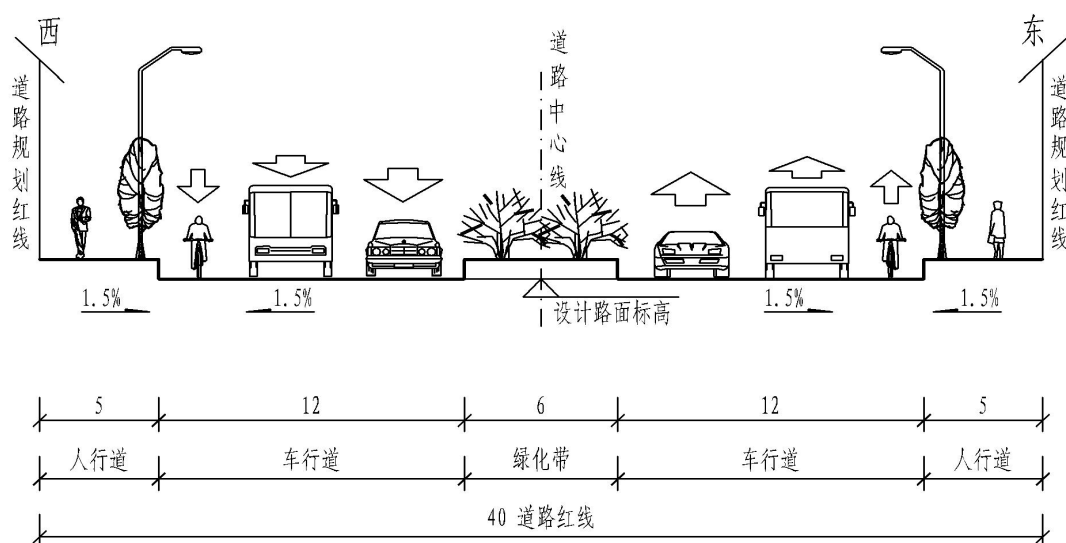 西
东
道路规划红线
道路中心线
道路规划红线
1.5%
1.5%
设计路面标高
1.5%
1.5%
5
12
6
12
5
人行道
车行道
绿化带
车行道
人行道
40 道路红线